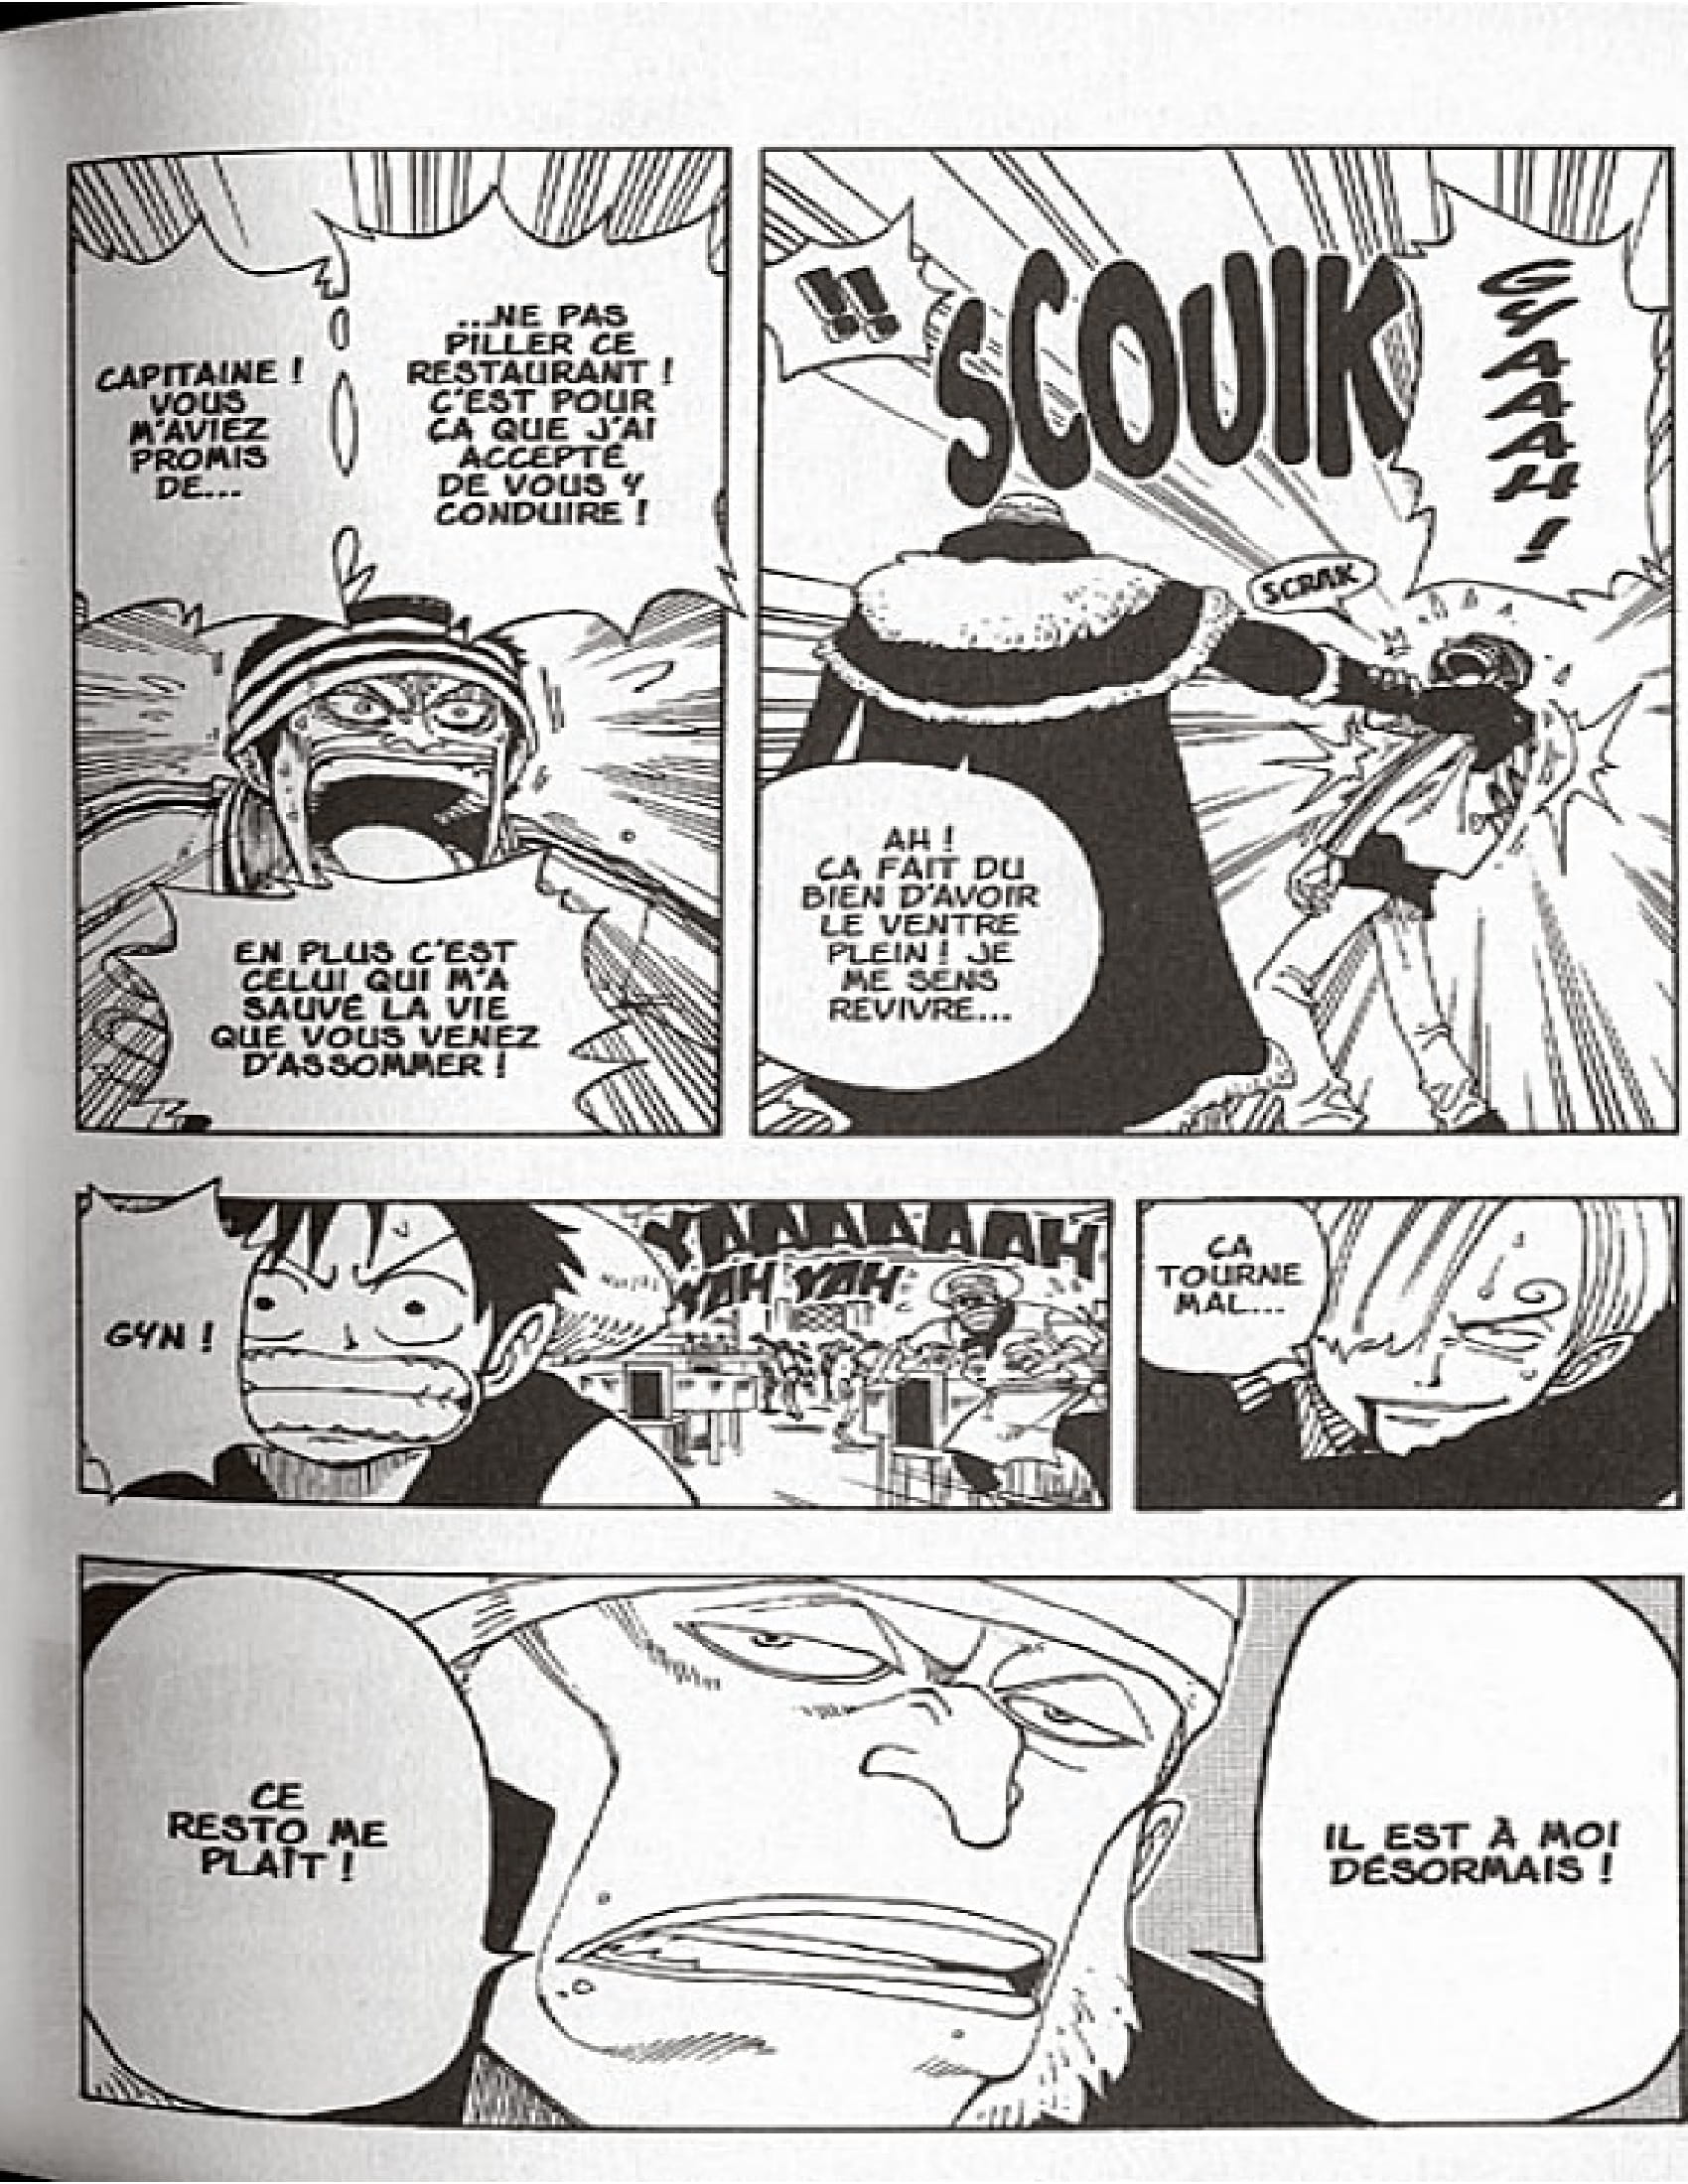 CAPITAINE !
VOUS
M'AVIEZ
PROMIS
DE...
...NE PAS
PILLER CE
RESTAURANT !
C'EST POUR
ÇA QUE J'AI
ACCEPTÉ
DE VOUS Y
CONDUIRE !
EN PLUS C'EST
CELUI QUI M'A
SAUVÉ LA VIE
QUE VOUS VENEZ
D'ASSOMMER !
!!
SCOUIK
GYAAAH !
SCRAK
AH !
ÇA FAIT DU
BIEN D'AVOIR
LE VENTRE
PLEIN ! JE
ME SENS
REVIVRE...
GYN !
YAAAAAAAH
YAH YAH
ÇA
TOURNE
MAL...
CE
RESTO ME
PLAÎT !
IL EST À MOI
DÉSORMAIS !